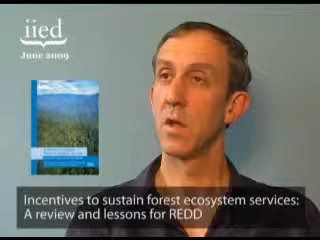 iied
June 2009
Incentives to sustain forest ecosystem services:
A review and lessons for REDD